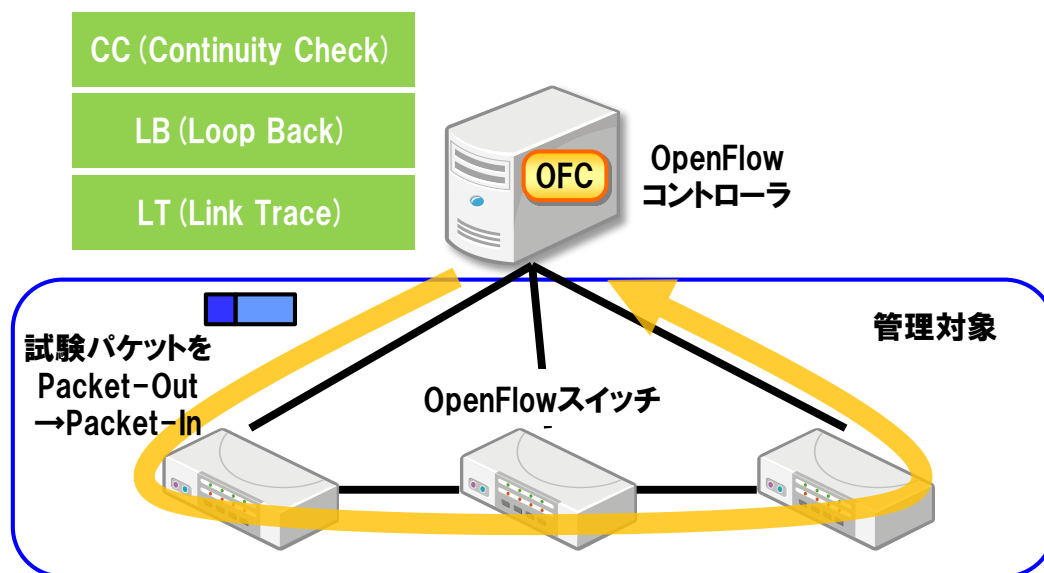 CC(Continuity Check)
LB(Loop Back)
LT(Link Trace)
OFC
OpenFlow
コントローラ
管理対象
試験パケットを
Packet-Out
→Packet-In
OpenFlowスイッチ